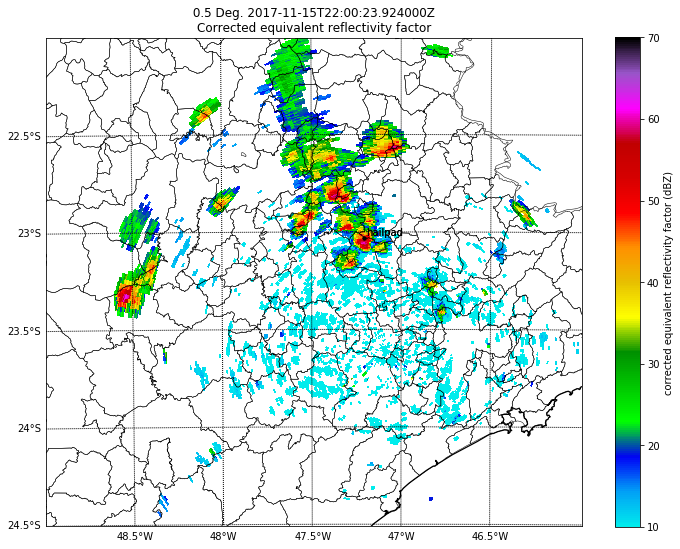 0.5 Deg. 2017-11-15T22:00:23.924000Z
Corrected equivalent reflectivity factor
22.5°S
23°S
23.5°S
24°S
24.5°S
48.5°W
48°W
47.5°W
47°W
46.5°W
hailpad
70
60
50
40
30
20
10
corrected equivalent reflectivity factor (dBZ)